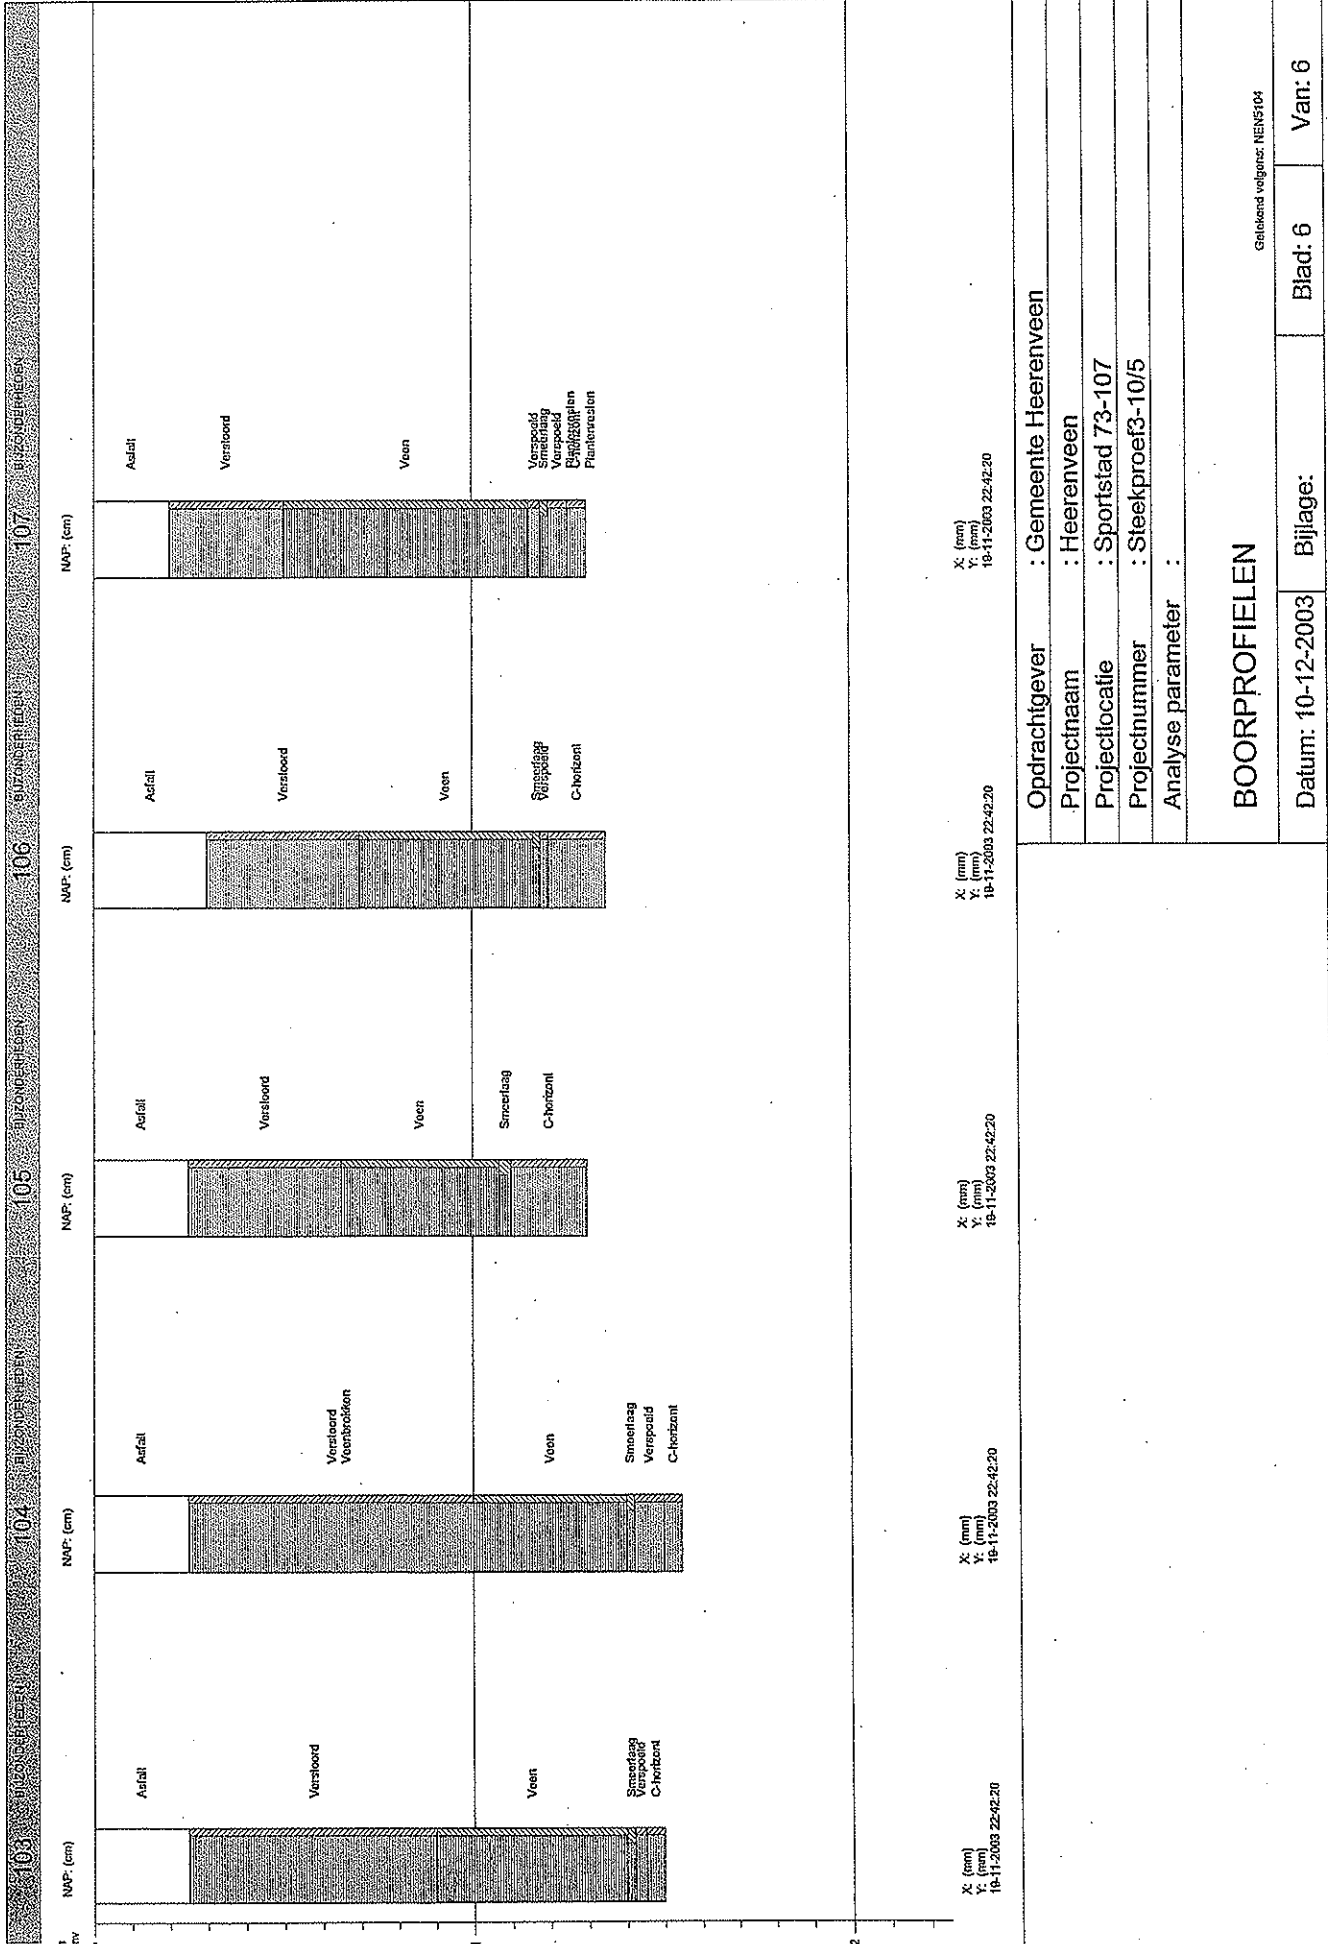 103 BIJZONDERHEDEN 104 BIJZONDERHEDEN 105 BIJZONDERHEDEN 106 BIJZONDERHEDEN 107 BIJZONDERHEDEN
NAP: (cm)
Asfalt
Verstoord
Veen
Smeerlaag
Verspoeld
C-horizont
X: (mm)
Y: (mm)
19-11-2003 22:42:20
NAP: (cm)
Asfalt
Verstoord
Veenbrokken
Veen
Smeerlaag
Verspoeld
C-horizont
X: (mm)
Y: (mm)
19-11-2003 22:42:20
NAP: (cm)
Asfalt
Verstoord
Veen
Smeerlaag
C-horizont
X: (mm)
Y: (mm)
19-11-2003 22:42:20
NAP: (cm)
Asfalt
Verstoord
Veen
Smeerlaag
Verspoeld
C-horizont
X: (mm)
Y: (mm)
19-11-2003 22:42:20
NAP: (cm)
Asfalt
Verstoord
Veen
Verspoeld
Smeerlaag
Verspoeld
Plantenresten
C-horizont
Plantenresten
X: (mm)
Y: (mm)
19-11-2003 22:42:20
mv
1
2
Opdrachtgever : Gemeente Heerenveen
Projectnaam : Heerenveen
Projectlocatie : Sportstad 73-107
Projectnummer : Steekproef3-10/5
Analyse parameter :
BOORPROFIELEN
Getekend volgens: NEN5104
Datum: 10-12-2003 Bijlage: Blad: 6 Van: 6